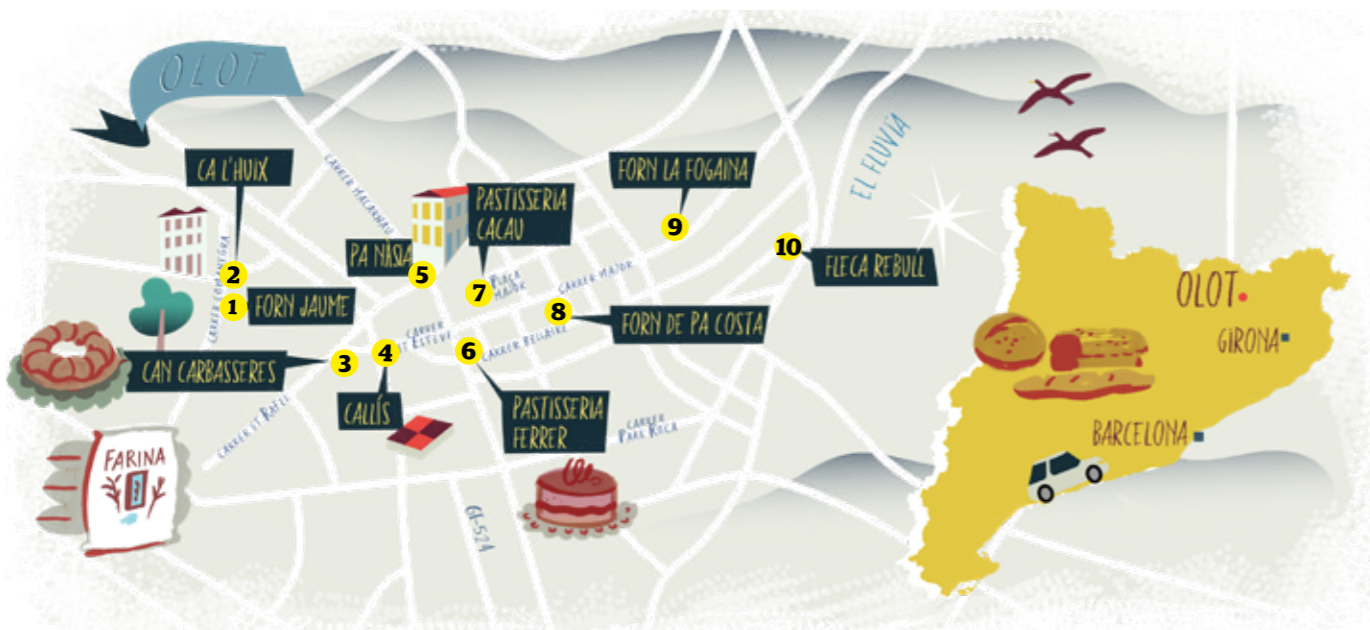 OLOT
CA L'HUIX
2
1
FORN JAUME
CARRER MALARHAU
PA NÀSIA
5
PASTISSERIA
CACAU
7
PLAÇA
MAJOR
CARRER MAJOR
FORN LA FOGAINA
9
10
FLECA REBULL
EL FLUVIÀ
8
FORN DE PA COSTA
CARRER
ST ESTEVE
CARRER BELLAIRE
6
PASTISSERIA
FERRER
CAN CARBASSERES
3
4
CALLÍS
CARRER ST RAFEL
CARRER
PARE ROCA
GI-524
FARINA
OLOT
GIRONA
BARCELONA